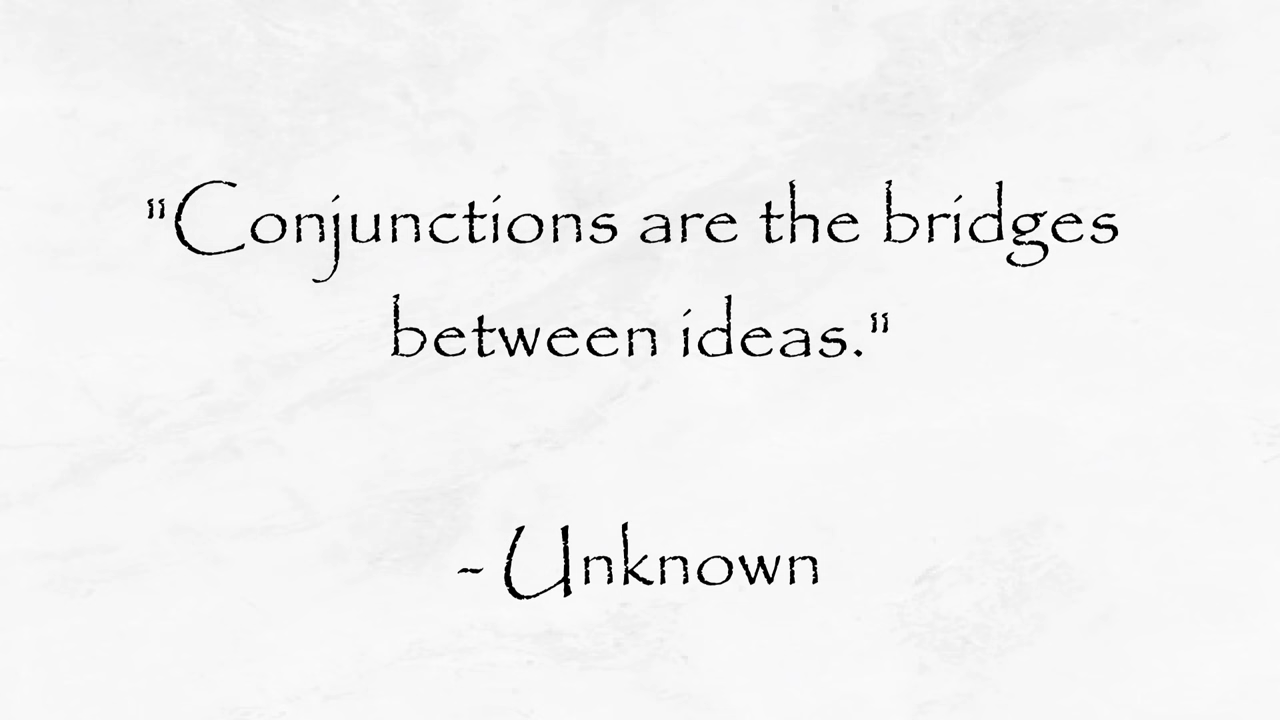 "Conjunctions are the bridges
between ideas."
- Unknown